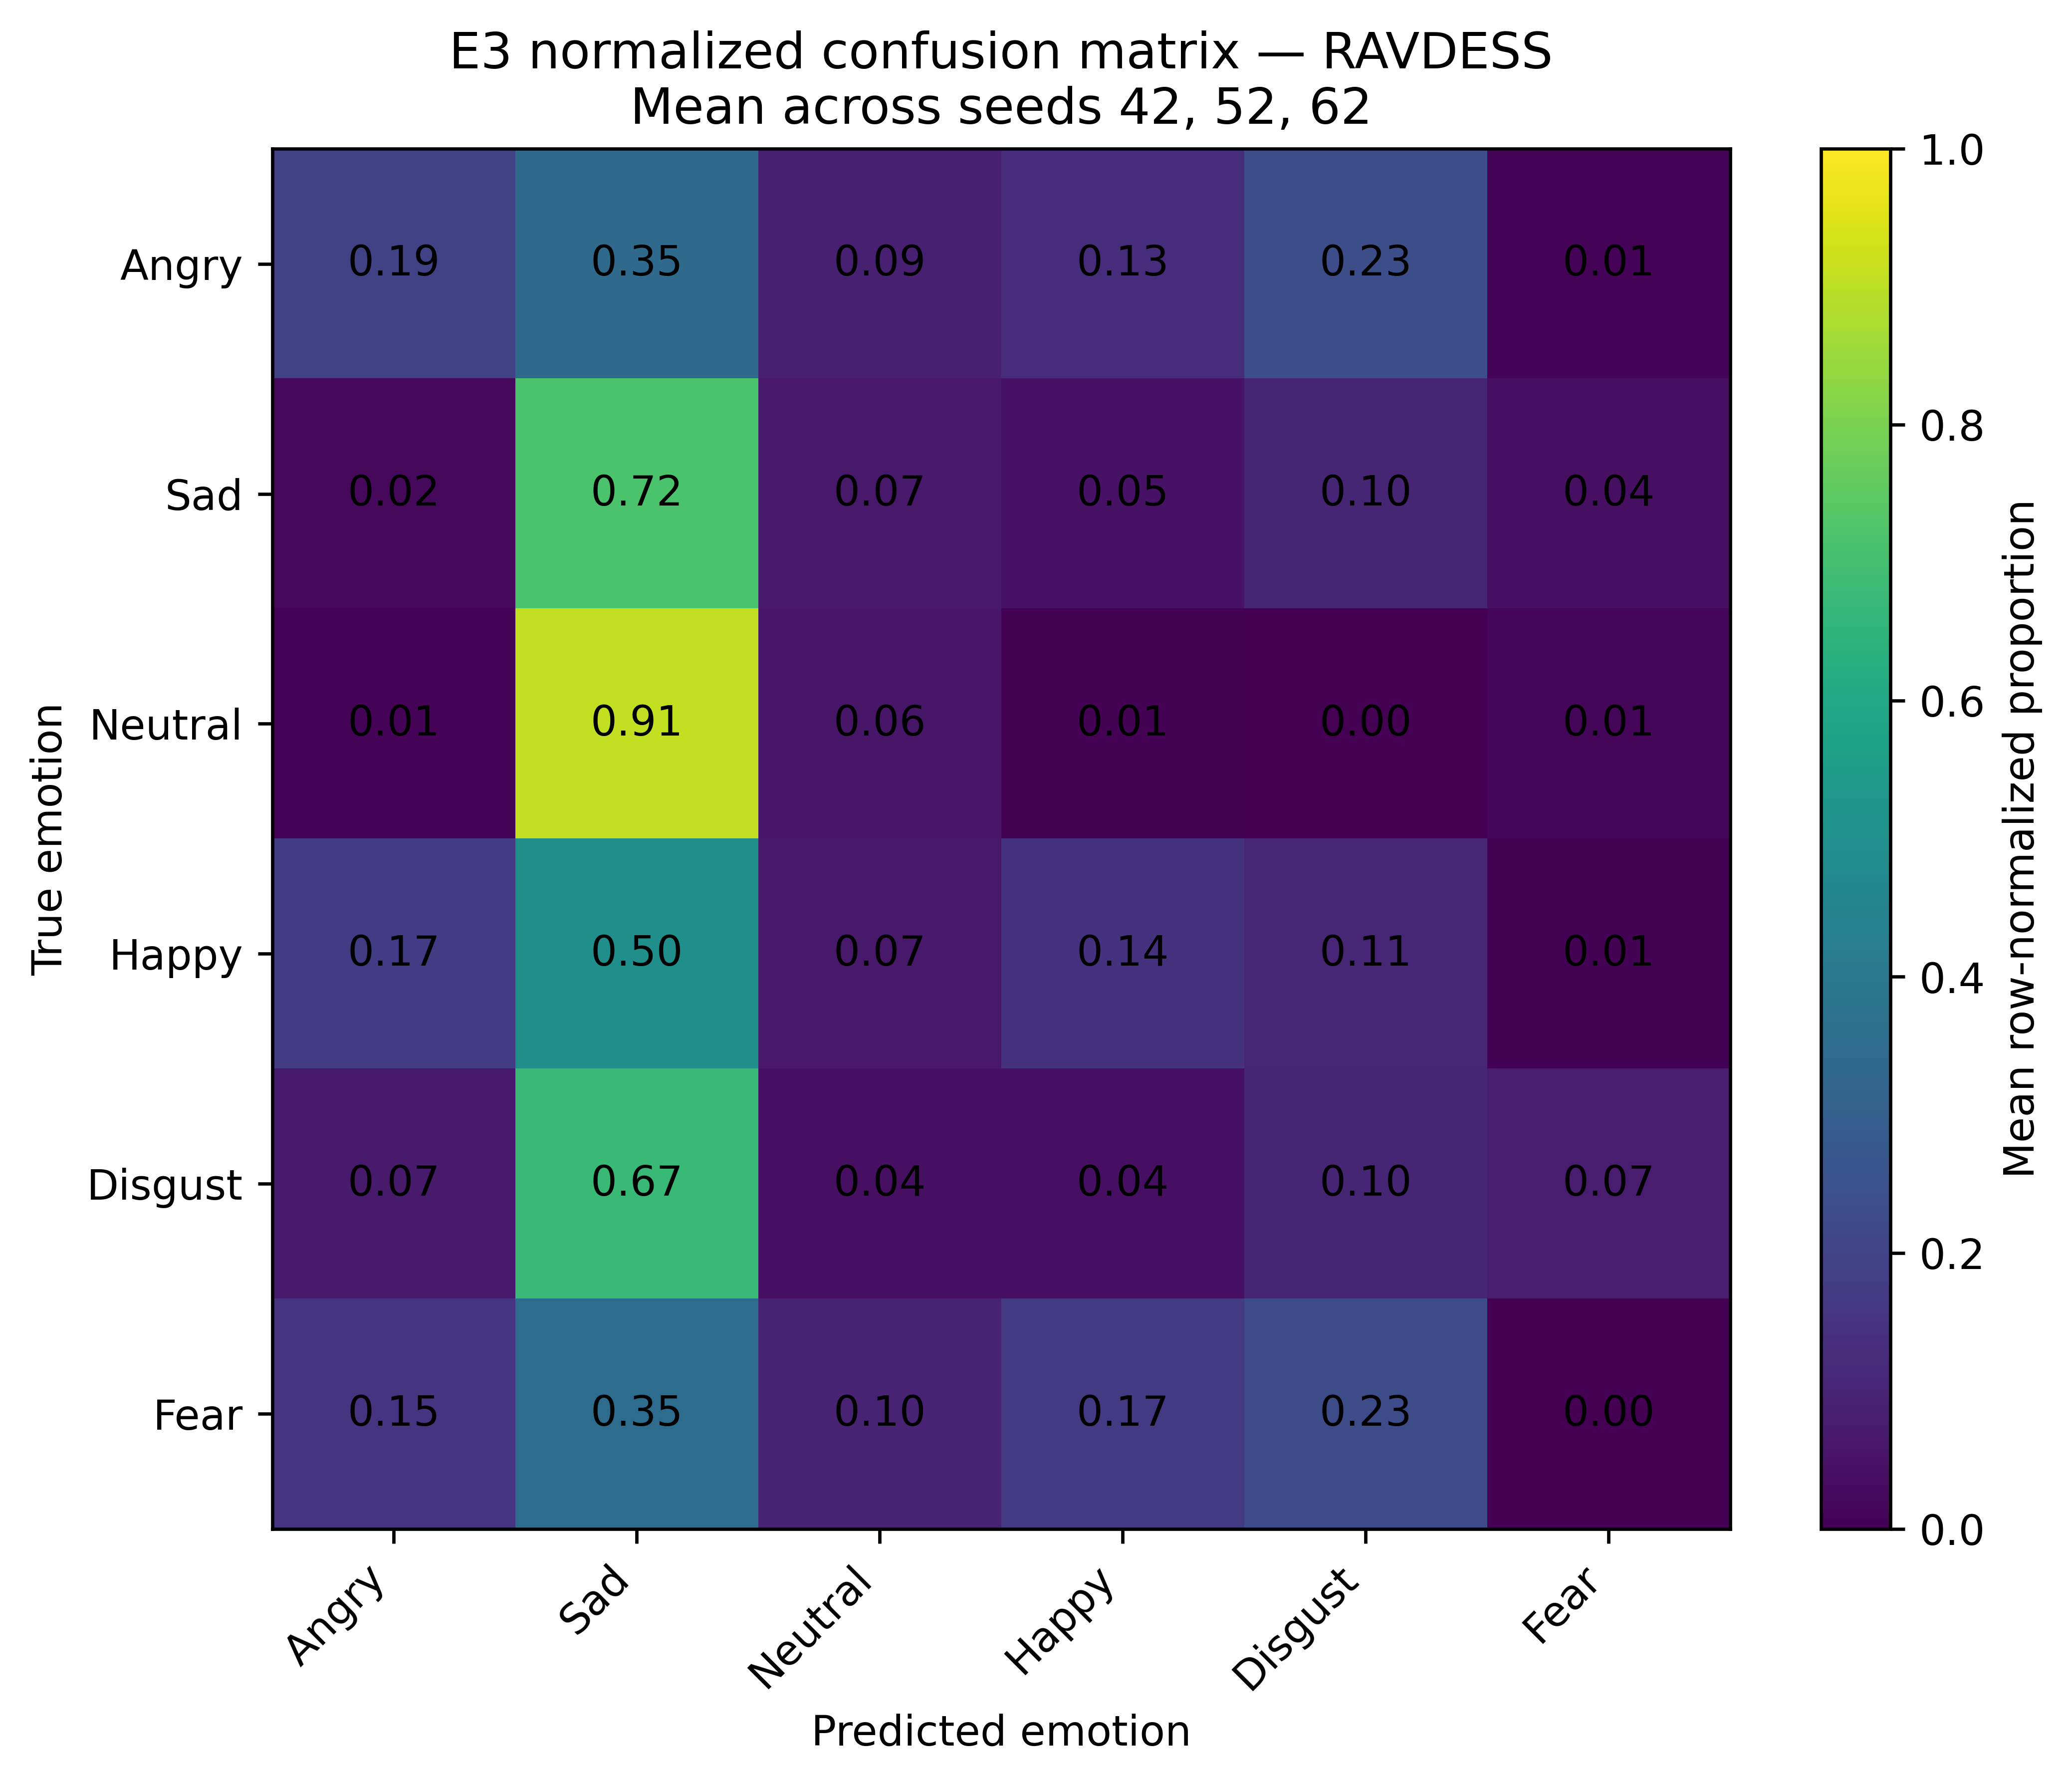 E3 normalized confusion matrix — RAVDESS
Mean across seeds 42, 52, 62
True emotion
Angry 0.19 0.35 0.09 0.13 0.23 0.01
Sad 0.02 0.72 0.07 0.05 0.10 0.04
Neutral 0.01 0.91 0.06 0.01 0.00 0.01
Happy 0.17 0.50 0.07 0.14 0.11 0.01
Disgust 0.07 0.67 0.04 0.04 0.10 0.07
Fear 0.15 0.35 0.10 0.17 0.23 0.00
Angry Sad Neutral Happy Disgust Fear
Predicted emotion
1.0
0.8
0.6
0.4
0.2
0.0
Mean row-normalized proportion